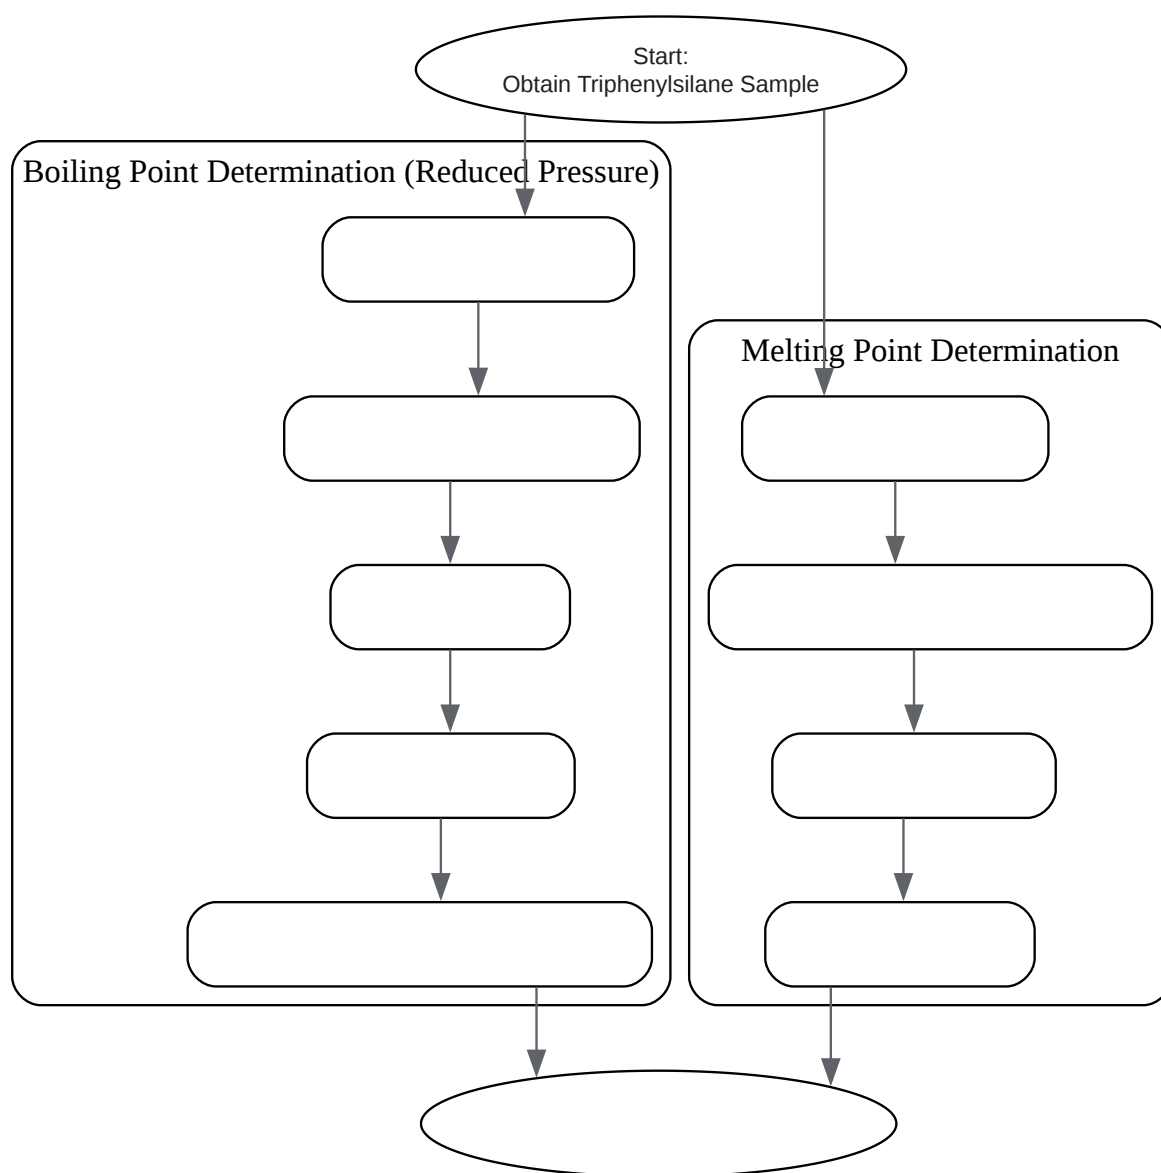 Start:
Obtain Triphenylsilane Sample
Boiling Point Determination (Reduced Pressure)
Melting Point Determination